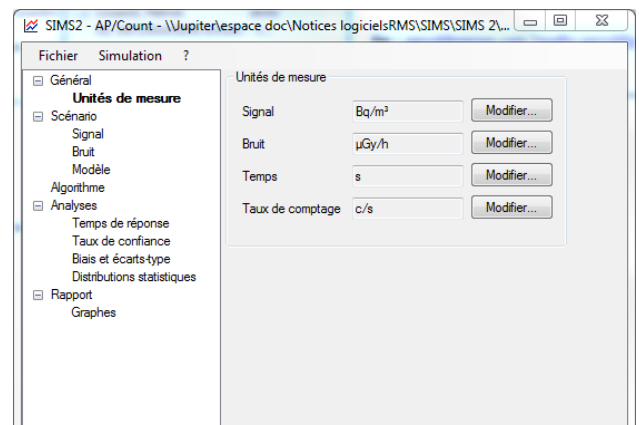 SIMS2 - AP/Count - \\Jupiter\espace doc\Notices logicielsRMS\SIMS\SIMS 2\...
Fichier Simulation ?
Général
Unités de mesure
Scénario
Signal
Bruit
Modèle
Algorithme
Analyses
Temps de réponse
Taux de confiance
Biais et écarts-type
Distributions statistiques
Rapport
Graphes
Unités de mesure
Signal Bq/m³ Modifier...
Bruit µGy/h Modifier...
Temps s Modifier...
Taux de comptage c/s Modifier...